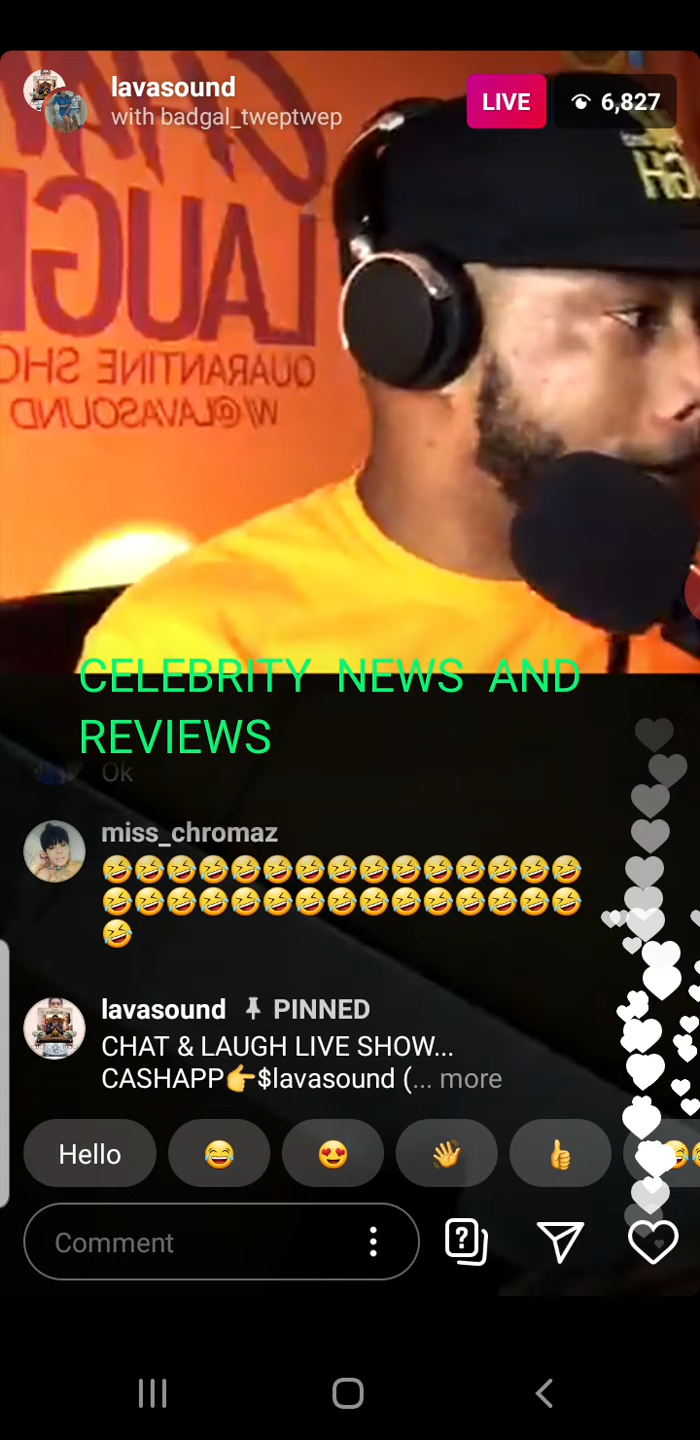 lavasound
with badgal_tweptwep
LIVE
6,827
LAUGH
QUARANTINE SHO
W/@LAVASOUND
CELEBRITY NEWS AND
REVIEWS
Ok
miss_chromaz
lavasound PINNED
CHAT & LAUGH LIVE SHOW...
CASHAPP👉$lavasound (... more
Hello
Comment